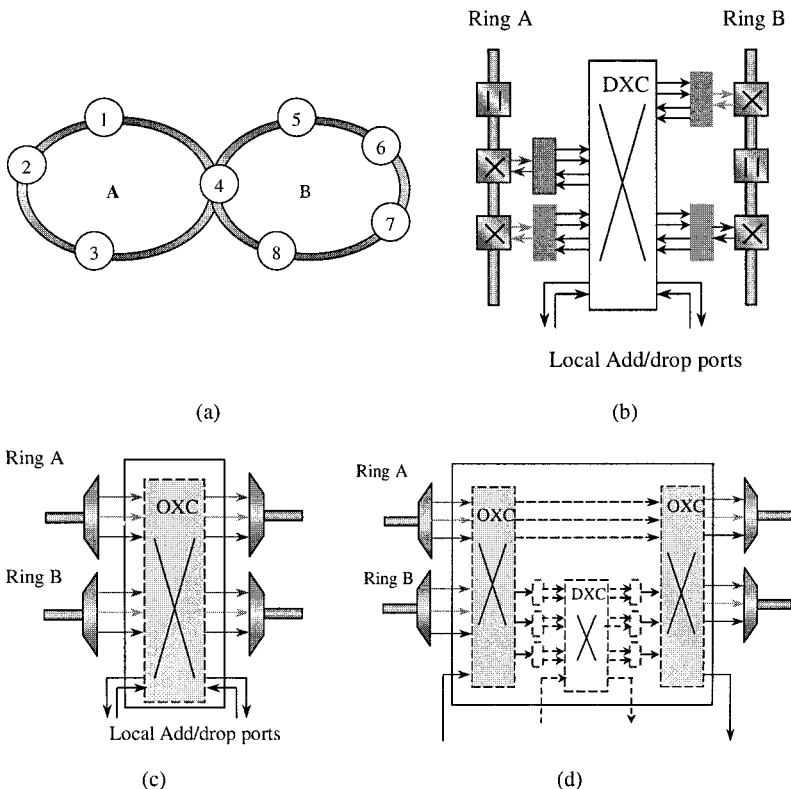 Ring A
Ring B
1
2
3
4
5
6
7
8
A
B
DXC
Local Add/drop ports
(a)
(b)
Ring A
OXC
Ring B
Local Add/drop ports
(c)
Ring A
OXC
OXC
Ring B
DXC
(d)